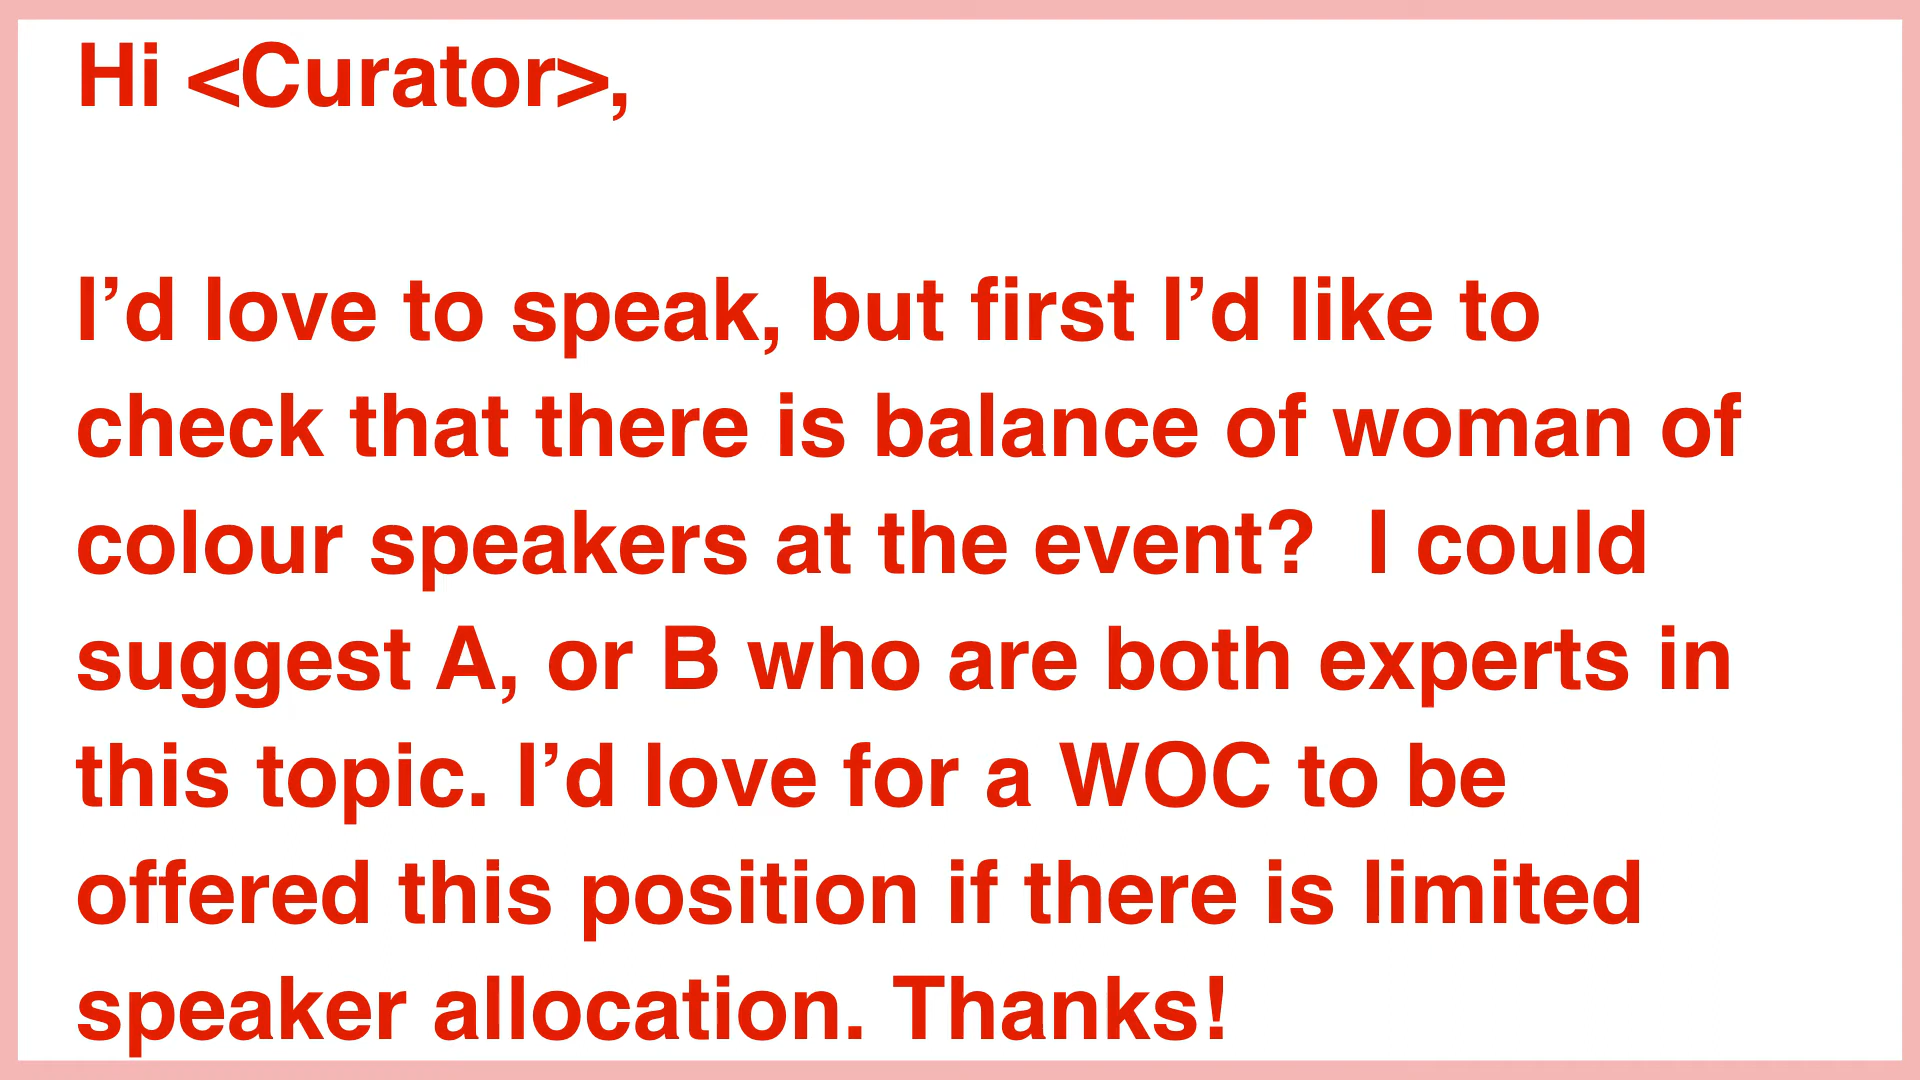 Hi <Curator>,
I’d love to speak, but first I’d like to
check that there is balance of woman of
colour speakers at the event?  I could
suggest A, or B who are both experts in
this topic. I’d love for a WOC to be
offered this position if there is limited
speaker allocation. Thanks!